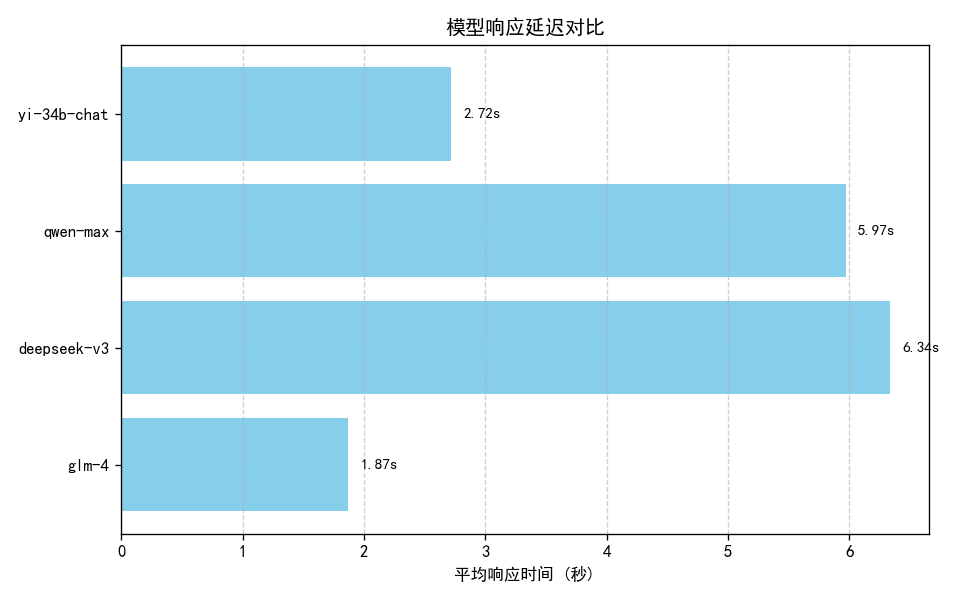 模型响应延迟对比
yi-34b-chat
2.72s
qwen-max
5.97s
deepseek-v3
6.34s
glm-4
1.87s
0 1 2 3 4 5 6
平均响应时间 (秒)